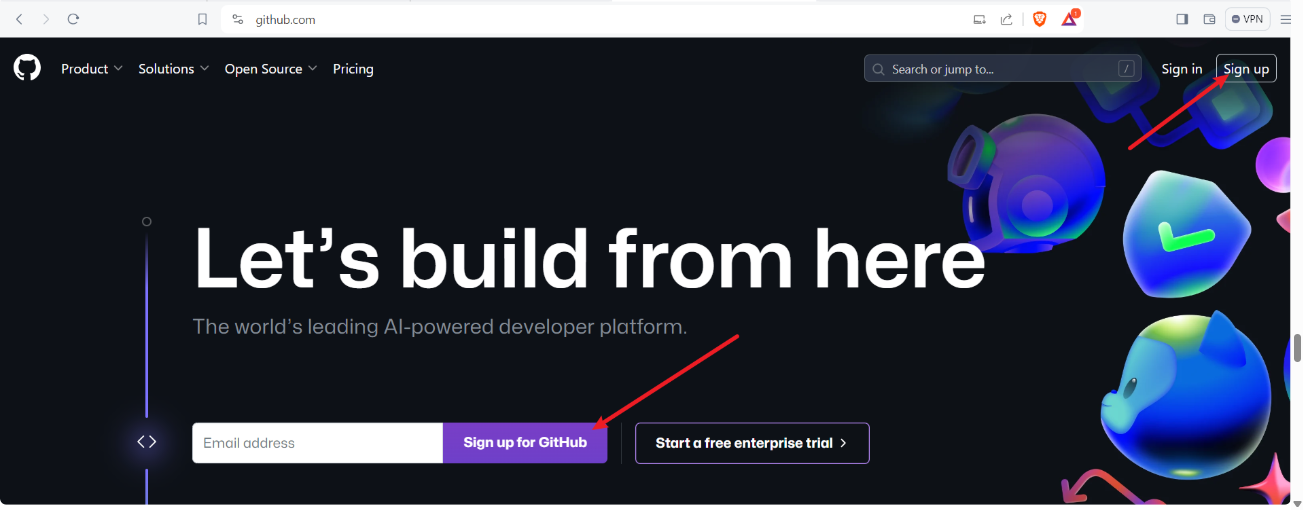 github.com
1
VPN
Product Solutions Open Source Pricing Search or jump to... / Sign in Sign up
Let's build from here
The world's leading AI-powered developer platform.
Email address Sign up for GitHub Start a free enterprise trial